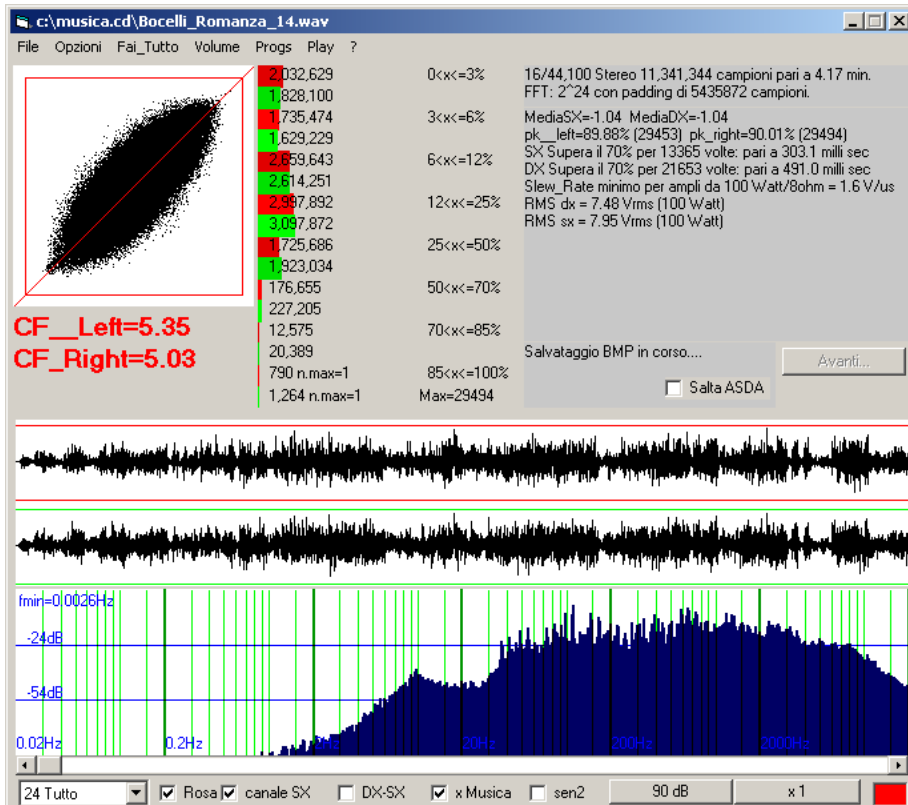 c:\musica.cd\Bocelli_Romanza_14.wav
File Opzioni Fai_Tutto Volume Progs Play ?
2,032,629 0<x<=3%
1,828,100
1,735,474 3<x<=6%
1,629,229
2,659,643 6<x<=12%
2,614,251
2,997,892 12<x<=25%
3,097,872
1,725,686 25<x<=50%
1,923,034
176,655 50<x<=70%
227,205
12,575 70<x<=85%
20,389
790 n.max=1 85<x<=100%
1,264 n.max=1 Max=29494
CF__Left=5.35
CF_Right=5.03
16/44,100 Stereo 11,341,344 campioni pari a 4.17 min.
FFT: 2^24 con padding di 5435872 campioni.
MediaSX=-1.04 MediaDX=-1.04
pk__left=89.88% (29453) pk_right=90.01% (29494)
SX Supera il 70% per 13365 volte: pari a 303.1 milli sec
DX Supera il 70% per 21653 volte: pari a 491.0 milli sec
Slew_Rate minimo per ampli da 100 Watt/8ohm = 1.6 V/us
RMS dx = 7.48 Vrms (100 Watt)
RMS sx = 7.95 Vrms (100 Watt)
Salvataggio BMP in corso....
Salta ASDA
Avanti...
fmin=0.0026Hz
-24dB
-54dB
0.02Hz 0.2Hz 20Hz 200Hz 2000Hz
24 Tutto Rosa canale SX DX-SX x Musica sen2 90 dB x 1